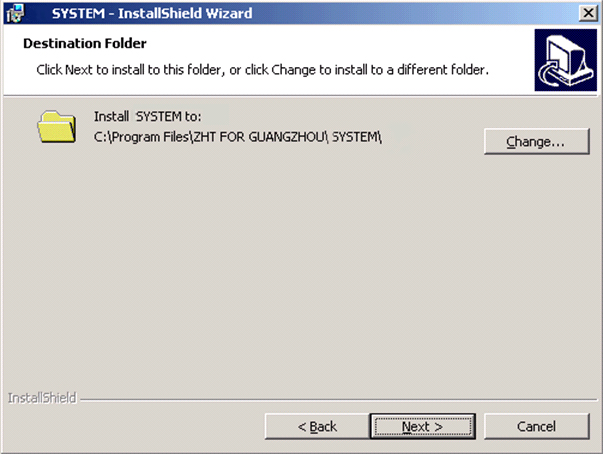 SYSTEM - InstallShield Wizard
Destination Folder
Click Next to install to this folder, or click Change to install to a different folder.
Install SYSTEM to:
C:\Program Files\ZHT FOR GUANGZHOU\ SYSTEM\
Change...
InstallShield
< Back
Next >
Cancel